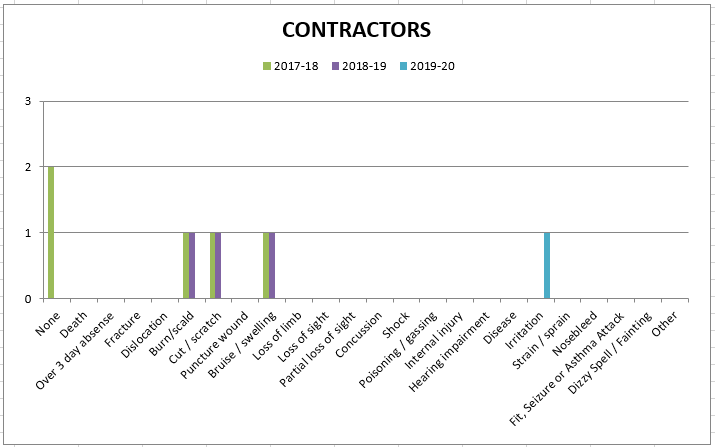 CONTRACTORS
2017-18 2018-19 2019-20
3
2
1
0
None
Death
Over 3 day absense
Fracture
Dislocation
Burn/scald
Cut / scratch
Puncture wound
Bruise / swelling
Loss of limb
Loss of sight
Partial loss of sight
Concussion
Shock
Poisoning / gassing
Internal injury
Hearing impairment
Disease
Irritation
Strain / sprain
Nosebleed
Fit, Seizure or Asthma Attack
Dizzy Spell / Fainting
Other